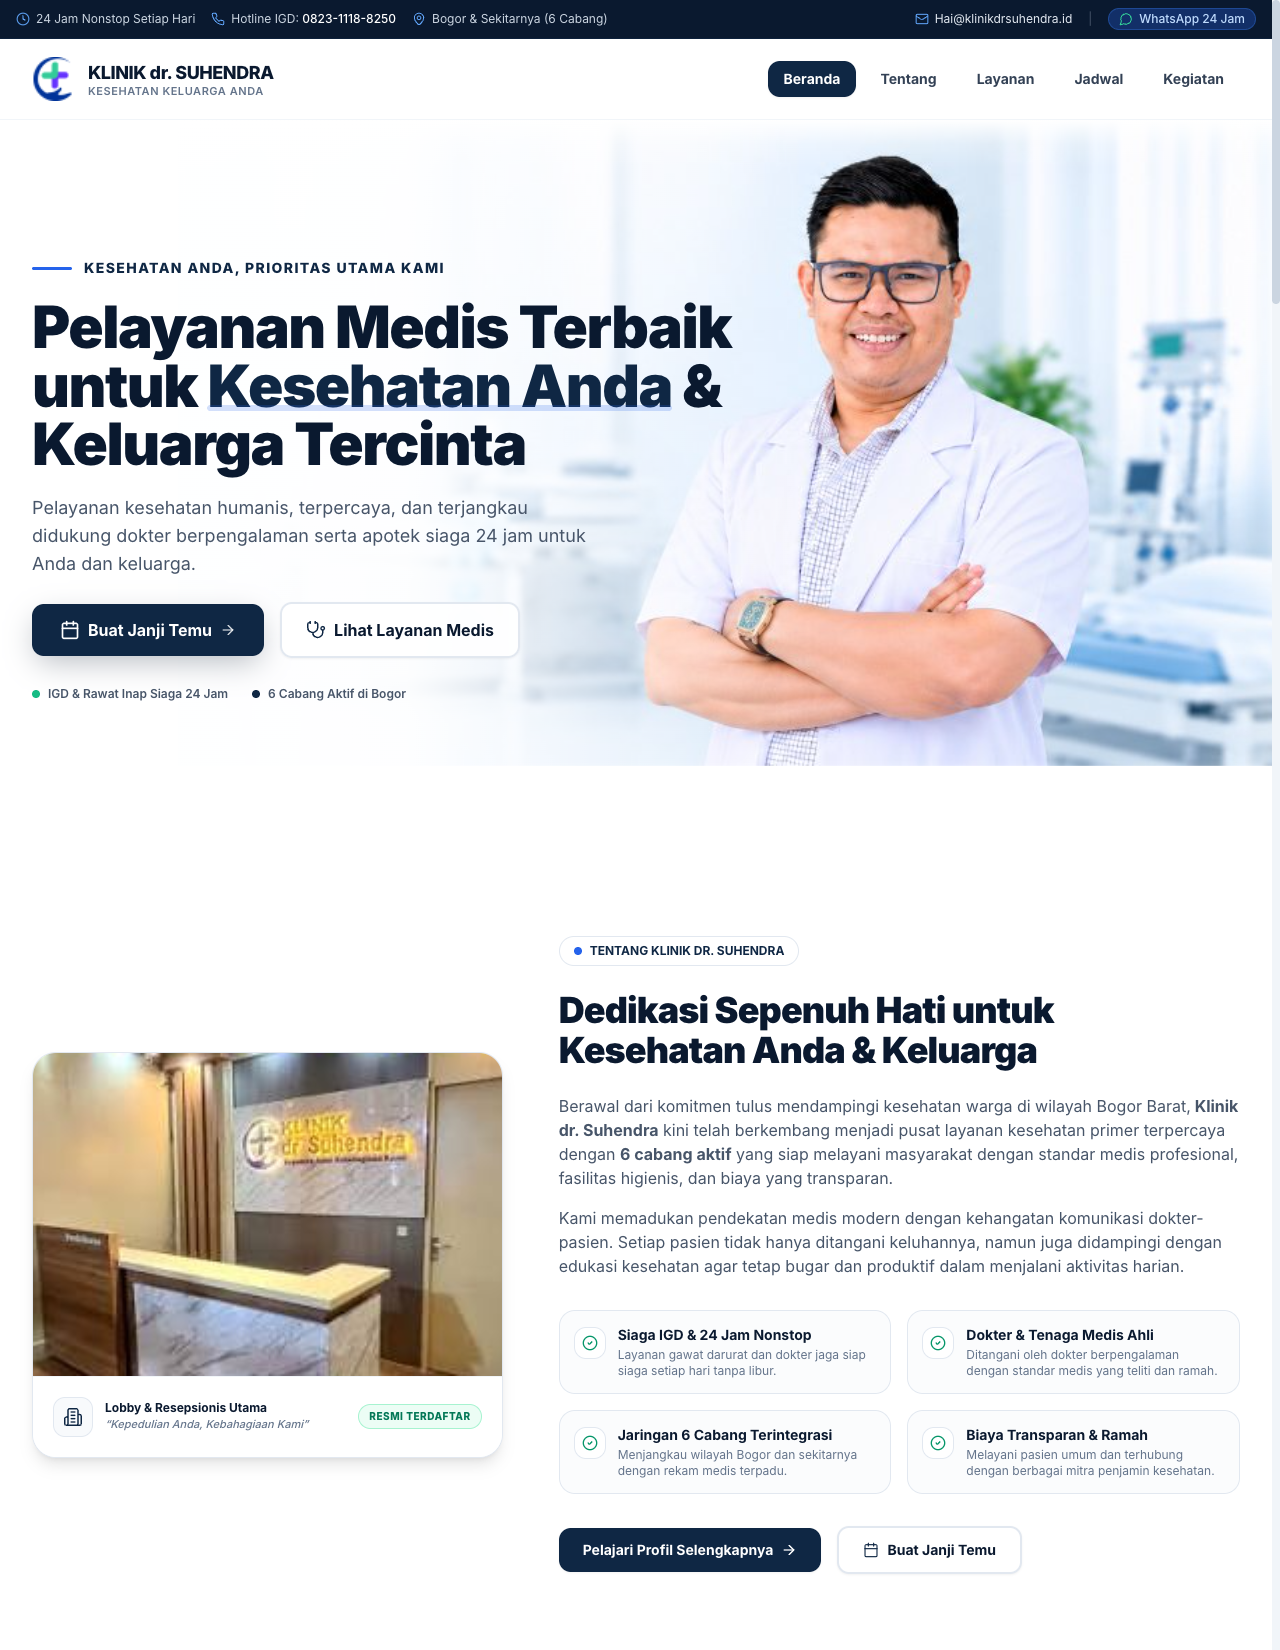 24 Jam Nonstop Setiap Hari
Hotline IGD: 0823-1118-8250
Bogor & Sekitarnya (6 Cabang)
Hai@klinikdrsuhendra.id
WhatsApp 24 Jam
KLINIK dr. SUHENDRA
KESEHATAN KELUARGA ANDA
Beranda
Tentang
Layanan
Jadwal
Kegiatan
KESEHATAN ANDA, PRIORITAS UTAMA KAMI
Pelayanan Medis Terbaik
untuk Kesehatan Anda &
Keluarga Tercinta
Pelayanan kesehatan humanis, terpercaya, dan terjangkau
didukung dokter berpengalaman serta apotek siaga 24 jam untuk
Anda dan keluarga.
Buat Janji Temu
Lihat Layanan Medis
IGD & Rawat Inap Siaga 24 Jam
6 Cabang Aktif di Bogor
KLINIK
dr Suhendra
Lobby & Resepsionis Utama
“Kepedulian Anda, Kebahagiaan Kami”
RESMI TERDAFTAR
TENTANG KLINIK DR. SUHENDRA
Dedikasi Sepenuh Hati untuk
Kesehatan Anda & Keluarga
Berawal dari komitmen tulus mendampingi kesehatan warga di wilayah Bogor Barat, Klinik
dr. Suhendra kini telah berkembang menjadi pusat layanan kesehatan primer terpercaya
dengan 6 cabang aktif yang siap melayani masyarakat dengan standar medis profesional,
fasilitas higienis, dan biaya yang transparan.
Kami memadukan pendekatan medis modern dengan kehangatan komunikasi dokter-
pasien. Setiap pasien tidak hanya ditangani keluhannya, namun juga didampingi dengan
edukasi kesehatan agar tetap bugar dan produktif dalam menjalani aktivitas harian.
Siaga IGD & 24 Jam Nonstop
Layanan gawat darurat dan dokter jaga siap
siaga setiap hari tanpa libur.
Dokter & Tenaga Medis Ahli
Ditangani oleh dokter berpengalaman
dengan standar medis yang teliti dan ramah.
Jaringan 6 Cabang Terintegrasi
Menjangkau wilayah Bogor dan sekitarnya
dengan rekam medis terpadu.
Biaya Transparan & Ramah
Melayani pasien umum dan terhubung
dengan berbagai mitra penjamin kesehatan.
Pelajari Profil Selengkapnya
Buat Janji Temu